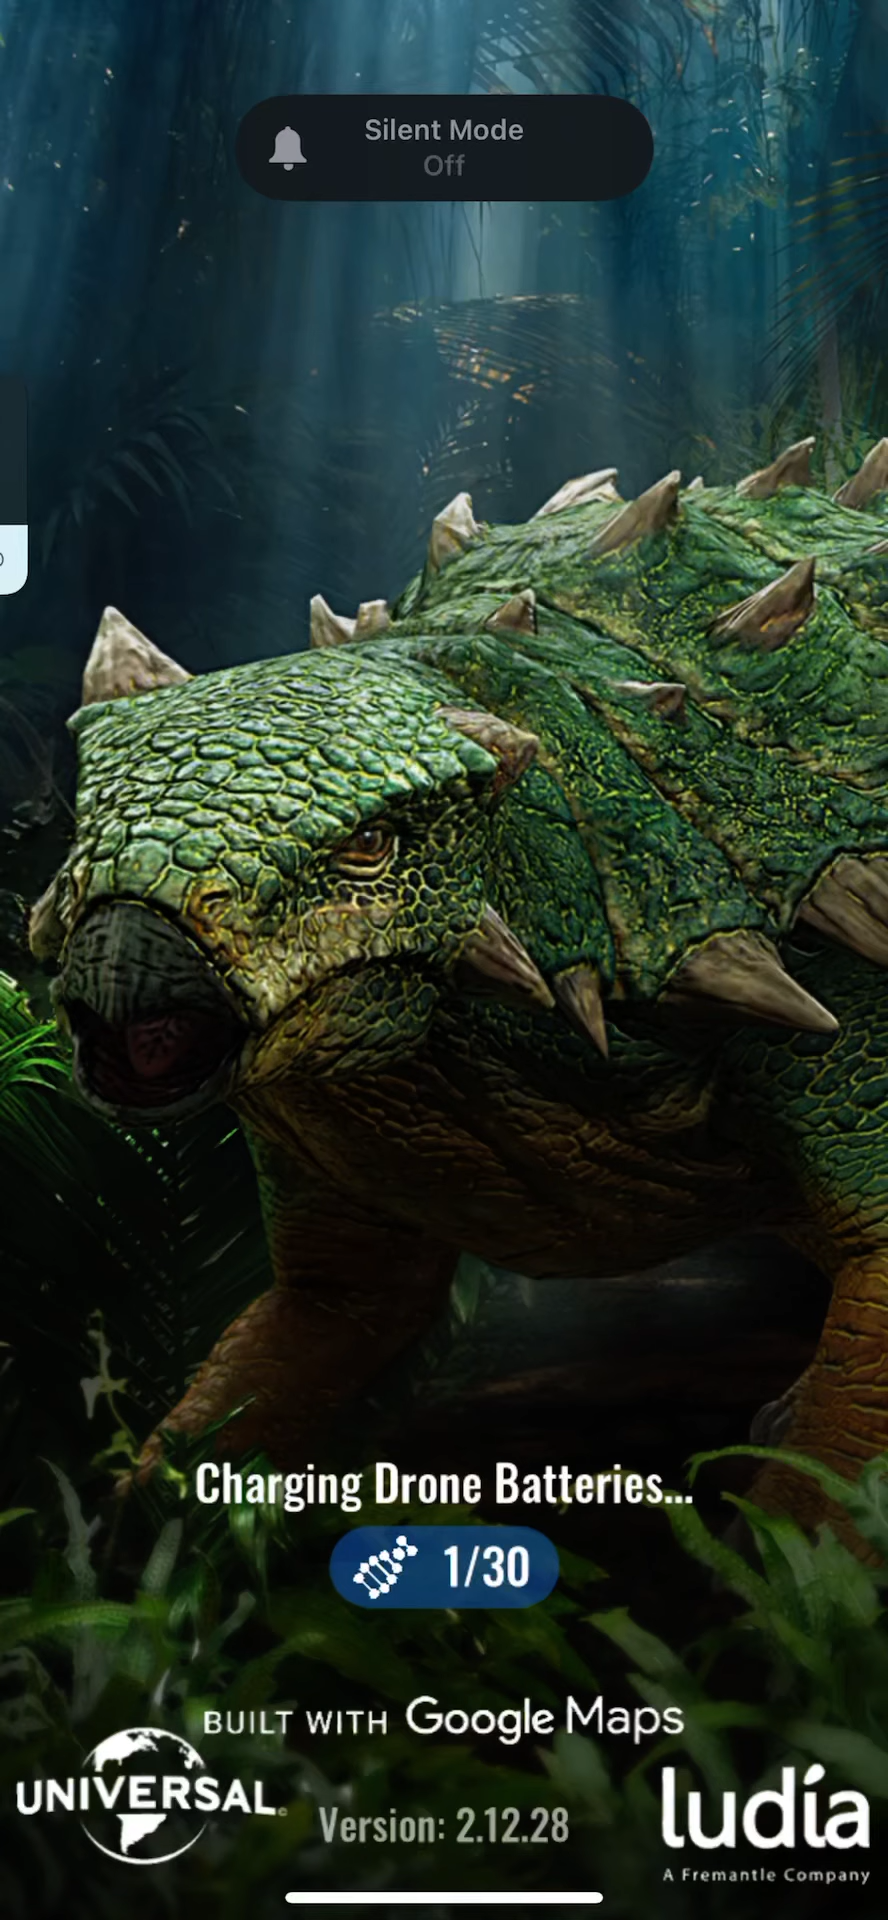 Silent Mode
Off
Charging Drone Batteries...
1/30
BUILT WITH Google Maps
UNIVERSAL
Version: 2.12.28
ludia
A Fremantle Company